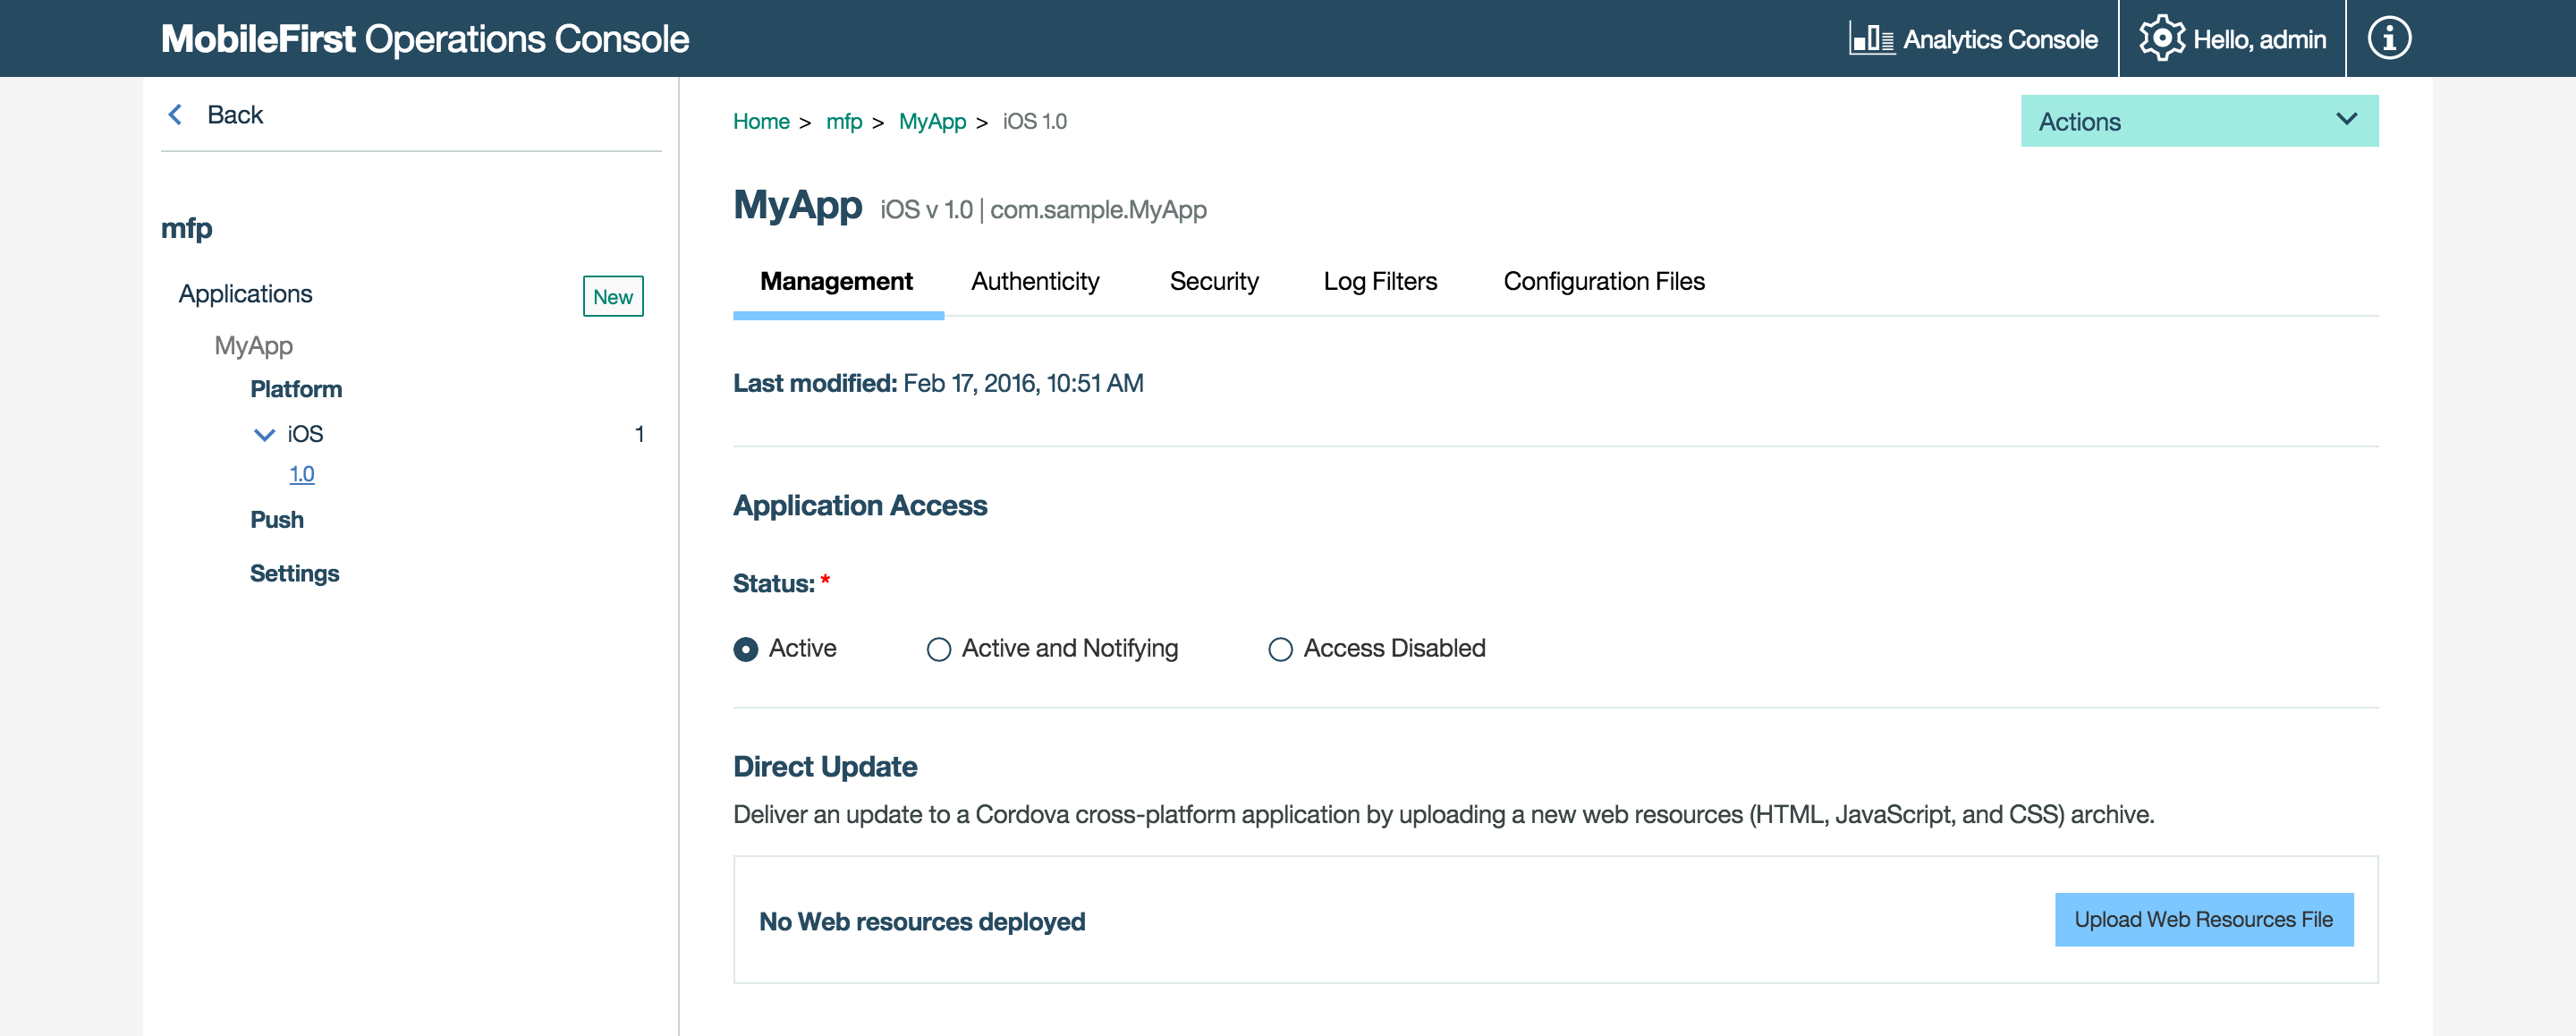 MobileFirst Operations Console
Analytics Console
Hello, admin
Back
mfp
Applications
New
MyApp
Platform
iOS 1
1.0
Push
Settings
Home > mfp > MyApp > iOS 1.0
Actions
MyApp iOS v 1.0 | com.sample.MyApp
Management Authenticity Security Log Filters Configuration Files
Last modified: Feb 17, 2016, 10:51 AM
Application Access
Status: *
Active Active and Notifying Access Disabled
Direct Update
Deliver an update to a Cordova cross-platform application by uploading a new web resources (HTML, JavaScript, and CSS) archive.
No Web resources deployed
Upload Web Resources File